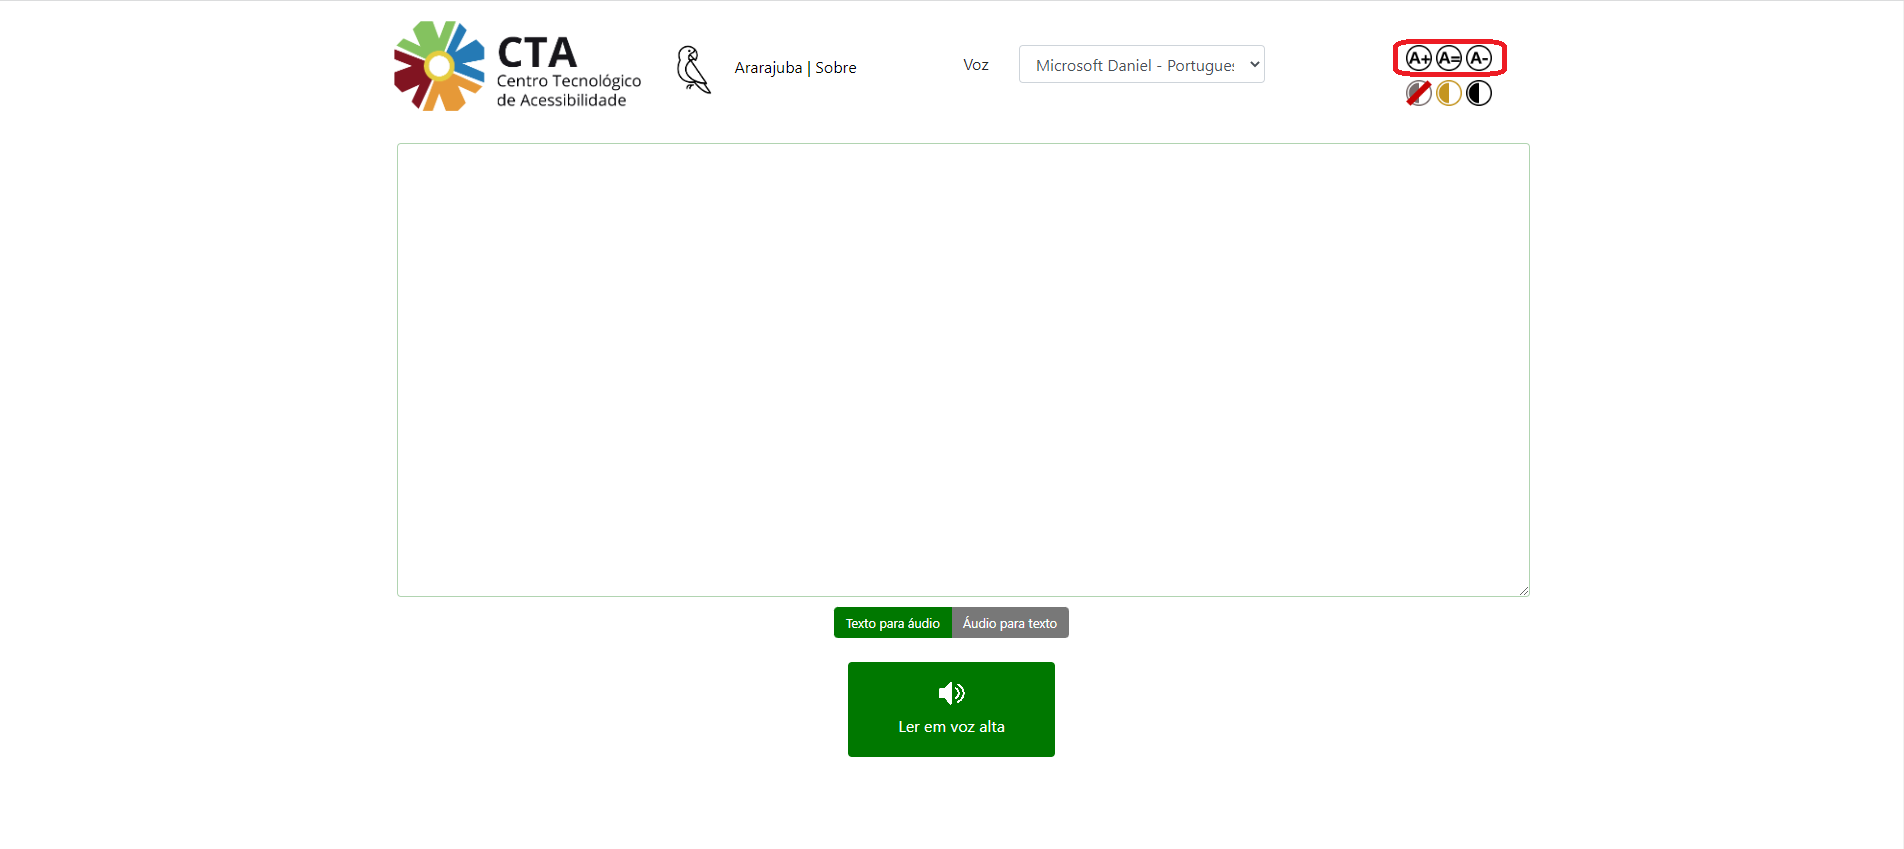 CTA
Centro Tecnológico
de Acessibilidade
Ararajuba | Sobre
Voz
Microsoft Daniel - Portugues
A+ A= A-
Texto para áudio
Áudio para texto
Ler em voz alta